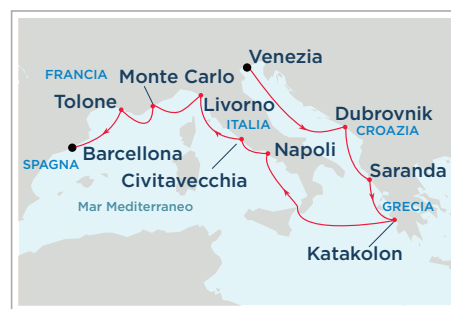 Venezia
FRANCIA
Monte Carlo
Tolone
Livorno
Dubrovnik
ITALIA
CROAZIA
Barcellona
Napoli
SPAGNA
Civitavecchia
Saranda
Mar Mediterraneo
GRECIA
Katakolon